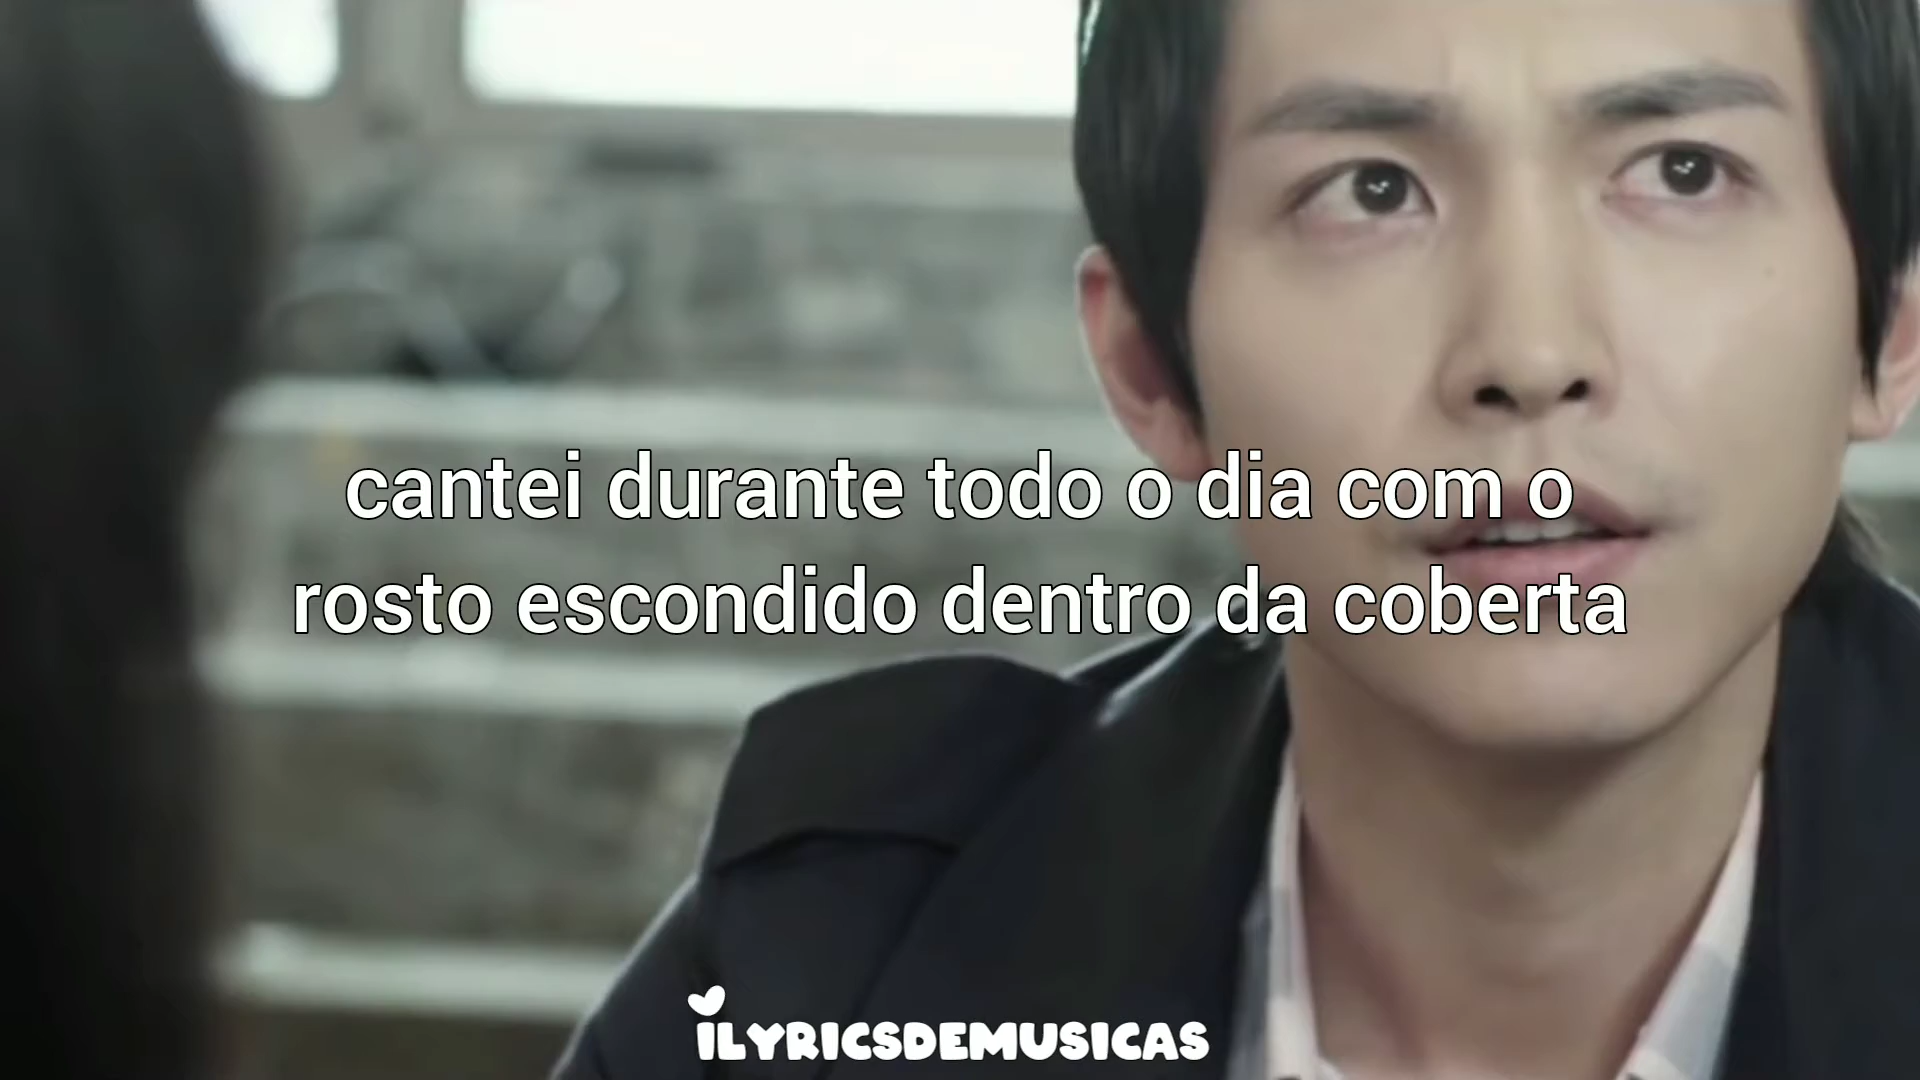 cantei durante todo o dia com o
rosto escondido dentro da coberta
iLYRICSDEMUSICAS